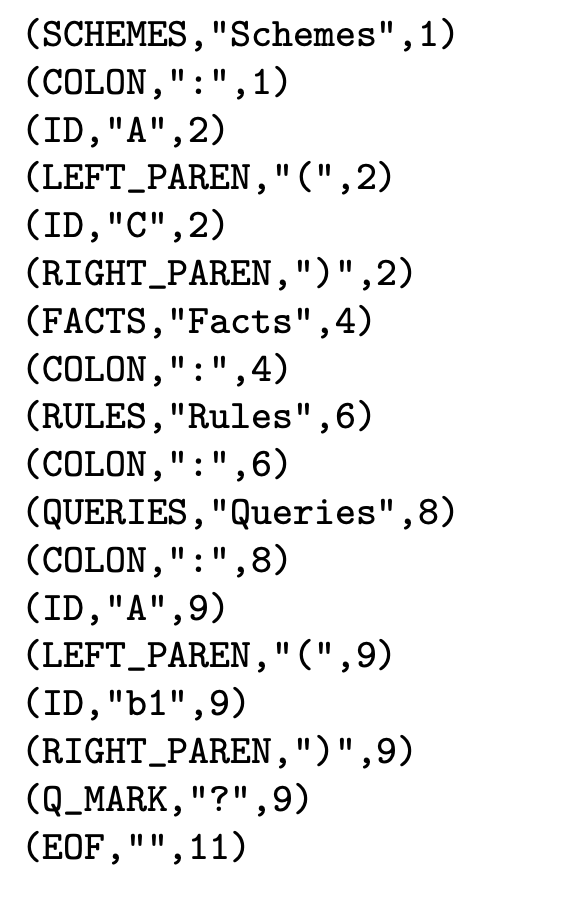 (SCHEMES,"Schemes",1)
(COLON,":",1)
(ID,"A",2)
(LEFT_PAREN,"(",2)
(ID,"C",2)
(RIGHT_PAREN,")",2)
(FACTS,"Facts",4)
(COLON,":",4)
(RULES,"Rules",6)
(COLON,":",6)
(QUERIES,"Queries",8)
(COLON,":",8)
(ID,"A",9)
(LEFT_PAREN,"(",9)
(ID,"b1",9)
(RIGHT_PAREN,")",9)
(Q_MARK,"?",9)
(EOF,"",11)